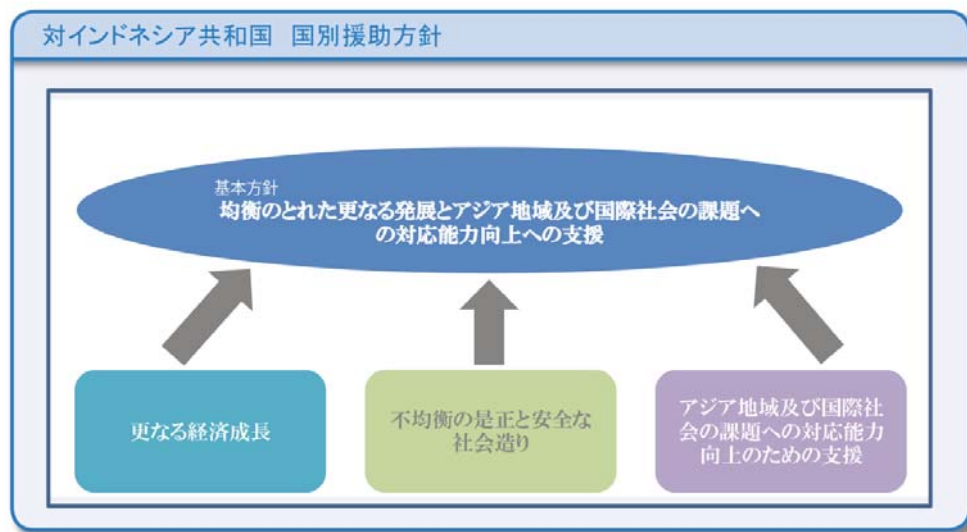 対インドネシア共和国　国別援助方針
基本方針
均衡のとれた更なる発展とアジア地域及び国際社会の課題へ
の対応能力向上への支援
更なる経済成長
不均衡の是正と安全な
社会造り
アジア地域及び国際社
会の課題への対応能力
向上のための支援